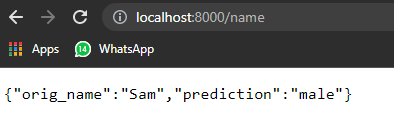 localhost:8000/name
Apps 14 WhatsApp
{"orig_name":"Sam","prediction":"male"}